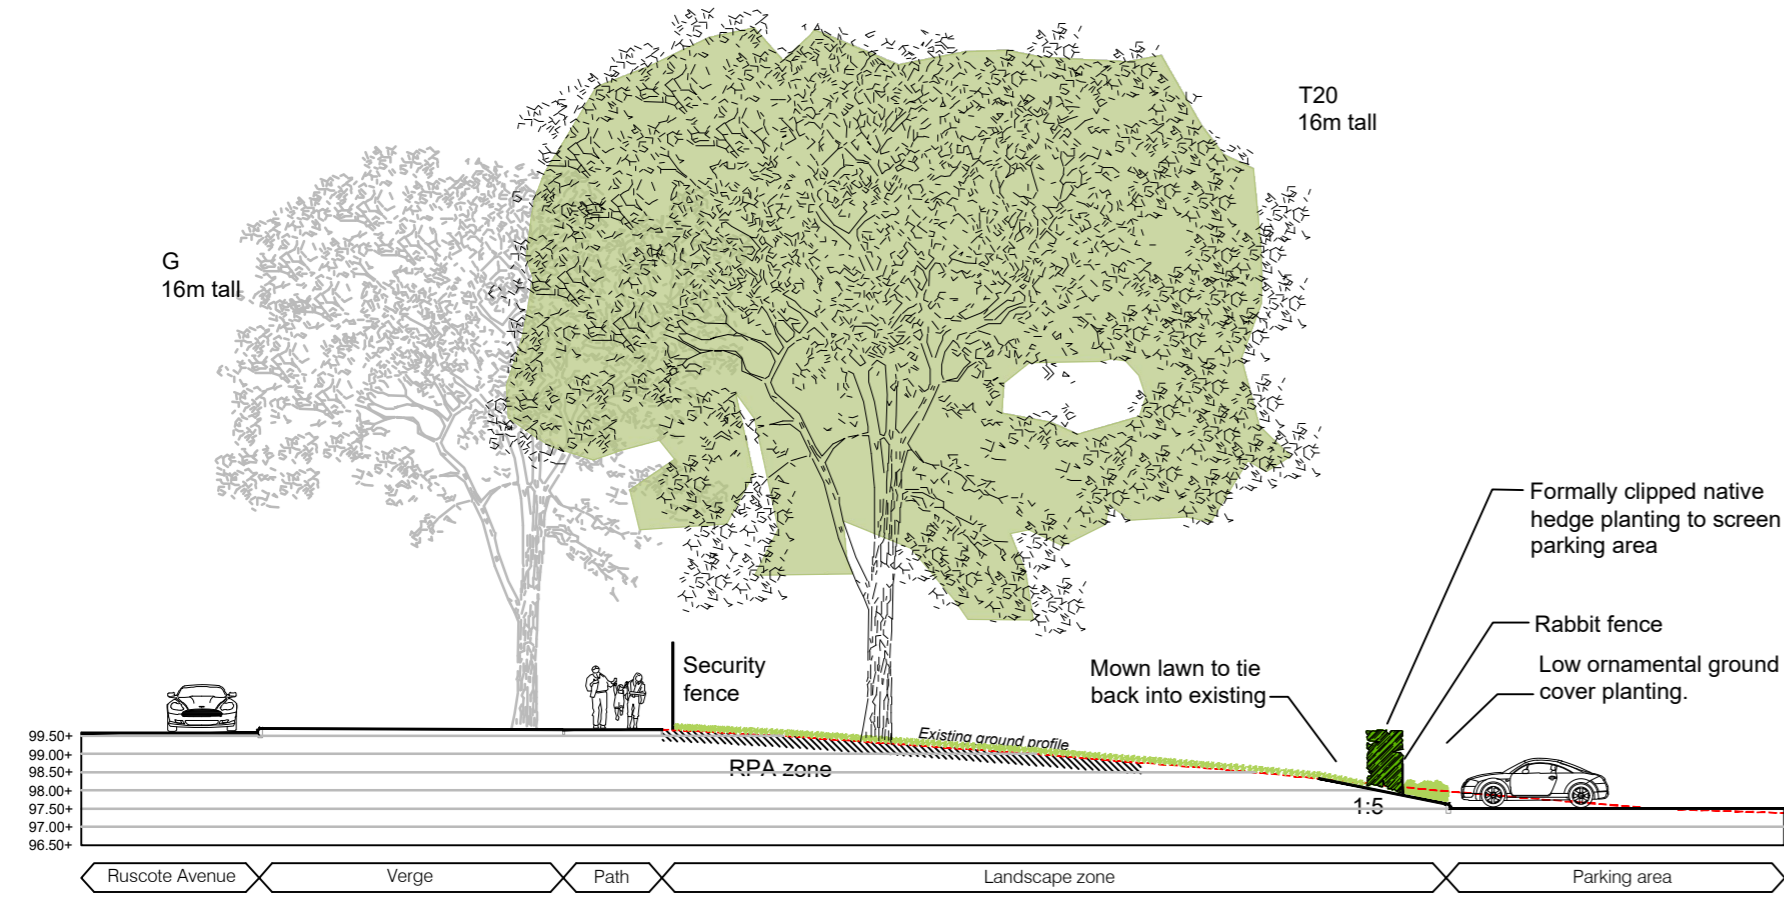 T20
16m tall
G
16m tall
Formally clipped native
hedge planting to screen
parking area
Rabbit fence
Low ornamental ground
cover planting.
Security
fence
Mown lawn to tie
back into existing
Existing ground profile
RPA zone
1:5
99.50+
99.00+
98.50+
98.00+
97.50+
97.00+
96.50+
Ruscote Avenue
Verge
Path
Landscape zone
Parking area